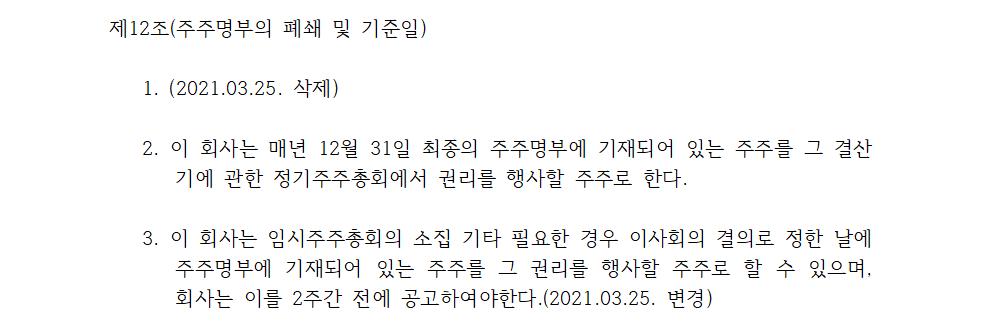 제12조(주주명부의 폐쇄 및 기준일)
1. (2021.03.25. 삭제)
2. 이 회사는 매년 12월 31일 최종의 주주명부에 기재되어 있는 주주를 그 결산
기에 관한 정기주주총회에서 권리를 행사할 주주로 한다.
3. 이 회사는 임시주주총회의 소집 기타 필요한 경우 이사회의 결의로 정한 날에
주주명부에 기재되어 있는 주주를 그 권리를 행사할 주주로 할 수 있으며,
회사는 이를 2주간 전에 공고하여야한다.(2021.03.25. 변경)